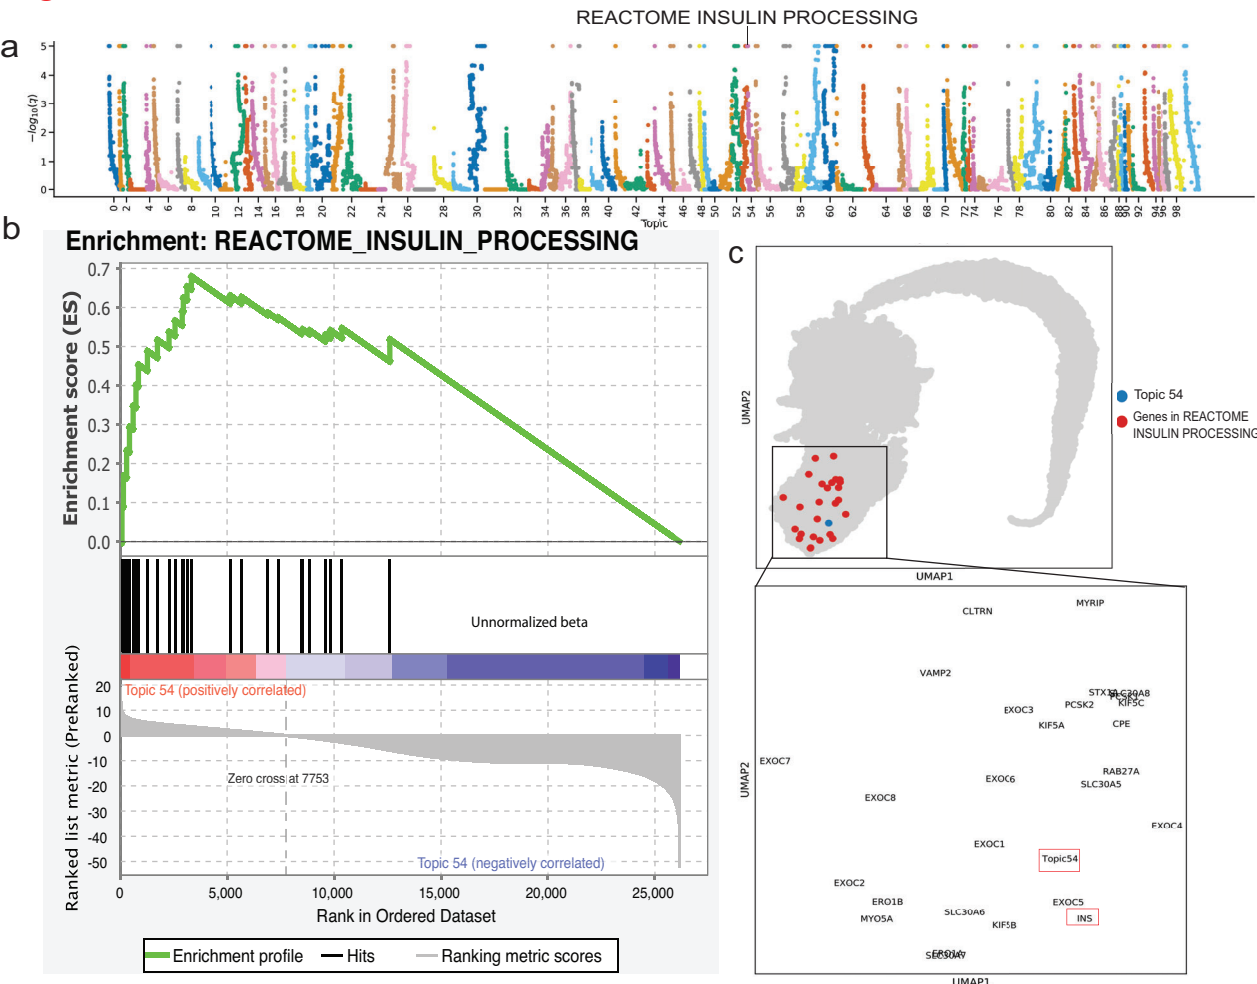 REACTOME INSULIN PROCESSING
a
5
4
3
2
1
0
−log10(q)
0 2 4 6 8 10 12 14 16 18 20 22 24 26 28 30 32 34 36 38 40 42 44 46 48 50 52 54 56 58 60 62 64 66 68 70 72 74 76 78 80 82 84 86 88 90 92 94 96 98
Topic
b
Enrichment: REACTOME_INSULIN_PROCESSING
Enrichment score (ES)
0.7
0.6
0.5
0.4
0.3
0.2
0.1
0.0
Unnormalized beta
Ranked list metric (PreRanked)
20
10
0
-10
-20
-30
-40
-50
Topic 54 (positively correlated)
Zero cross at 7753
Topic 54 (negatively correlated)
0 5,000 10,000 15,000 20,000 25,000
Rank in Ordered Dataset
Enrichment profile Hits Ranking metric scores
c
UMAP2
UMAP1
Topic 54
Genes in REACTOME
INSULIN PROCESSING
UMAP2
CLTRN
MYRIP
VAMP2
SLC30A8
PCSK2
KIF5C
EXOC3
KIF5A
CPE
EXOC7
RAB27A
EXOC6
SLC30A5
EXOC8
EXOC4
EXOC1
Topic54
EXOC2
ERO1B
EXOC5
SLC30A6
MYO5A
INS
KIF5B
ERO1A
SLC30A7
UMAP1